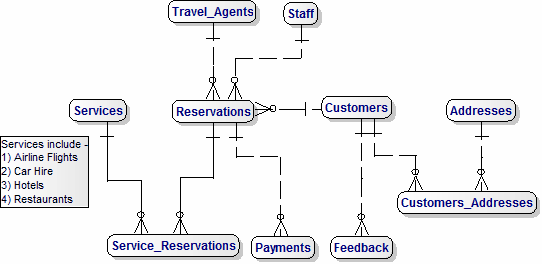 Travel_Agents
Staff
Services
Reservations
Customers
Addresses
Services include -
1) Airline Flights
2) Car Hire
3) Hotels
4) Restaurants
Customers_Addresses
Service_Reservations
Payments
Feedback